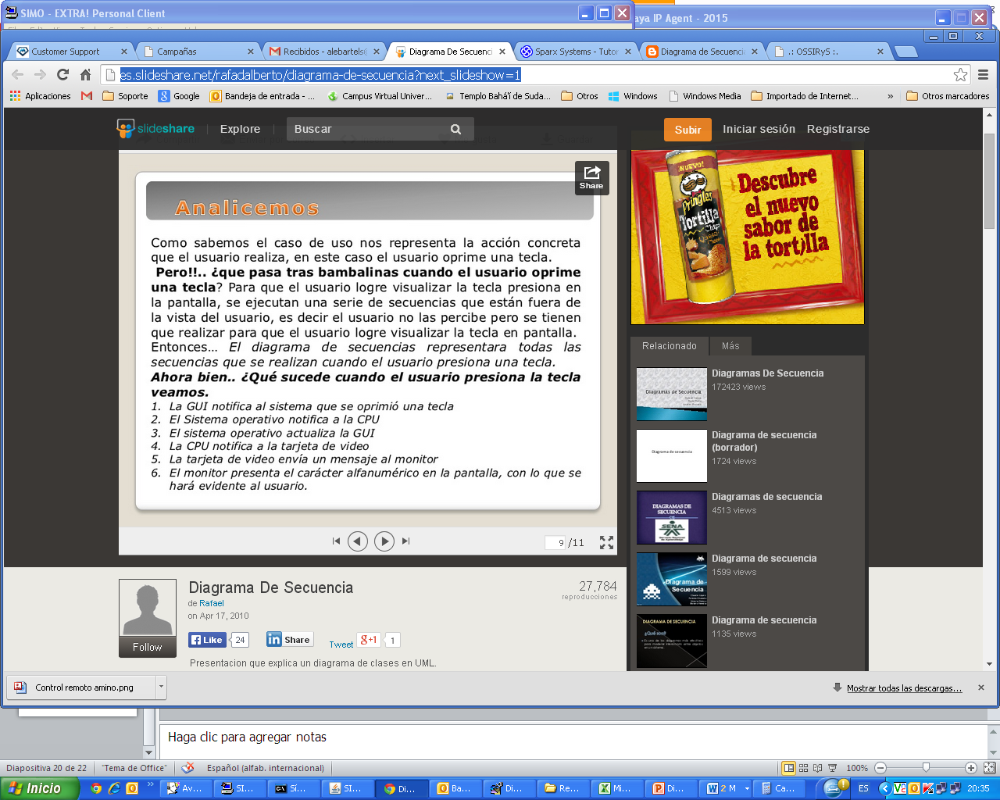 SIMO - EXTRA! Personal Client
aya IP Agent - 2015
Customer Support
Campañas
Recibidos - alebartels@
Diagrama De Secuenci
Sparx Systems - Tutor
Diagrama de Secuenci
.: OSSIRyS :.
es.slideshare.net/rafadalberto/diagrama-de-secuencia?next_slideshow=1
Aplicaciones
Soporte
Google
Bandeja de entrada - ...
Campus Virtual Univer...
Templo Bahá'í de Suda...
Otros
Windows
Windows Media
Importado de Internet...
»
Otros marcadores
slideshare
Explore
Buscar
Subir
Iniciar sesión
Registrarse
Share
Analicemos
Como sabemos el caso de uso nos representa la acción concreta
que el usuario realiza, en este caso el usuario oprime una tecla.
Pero!!.. ¿que pasa tras bambalinas cuando el usuario oprime
una tecla? Para que el usuario logre visualizar la tecla presiona en
la pantalla, se ejecutan una serie de secuencias que están fuera de
la vista del usuario, es decir el usuario no las percibe pero se tienen
que realizar para que el usuario logre visualizar la tecla en pantalla.
Entonces... El diagrama de secuencias representara todas las
secuencias que se realizan cuando el usuario presiona una tecla.
Ahora bien.. ¿Qué sucede cuando el usuario presiona la tecla
veamos.
1. La GUI notifica al sistema que se oprimió una tecla
2. El Sistema operativo notifica a la CPU
3. El sistema operativo actualiza la GUI
4. La CPU notifica a la tarjeta de video
5. La tarjeta de video envía un mensaje al monitor
6. El monitor presenta el carácter alfanumérico en la pantalla, con lo que se
hará evidente al usuario.
9 /11
NUEVO!
Pringles
Tortilla
Chips
Descubre
el nuevo
sabor de
la tortilla
Relacionado
Más
Diagramas De Secuencia
172423 views
Diagramas de Secuencia
Diagrama de secuencia
(borrador)
1724 views
Diagrama de secuencia
Diagramas de secuencia
4513 views
DIAGRAMAS DE
SECUENCIA
SENA
Diagrama de secuencia
1599 views
Diagrama de
Secuencia
Diagrama de secuencia
1135 views
DIAGRAMA DE SECUENCIA
¿Qué son?
Diagrama De Secuencia
27,784
reproducciones
de Rafael
on Apr 17, 2010
Follow
Like
24
Share
Tweet
g+1
1
Presentacion que explica un diagrama de clases en UML.
Control remoto amino.png
Mostrar todas las descargas...
Haga clic para agregar notas
Diapositiva 20 de 22
"Tema de Office"
Español (alfab. internacional)
100%
Inicio
»
Av...
SI...
Sí...
SI...
Di...
Ba...
Di...
Re...
Mi...
Di...
2 M
Ca...
ES
20:35